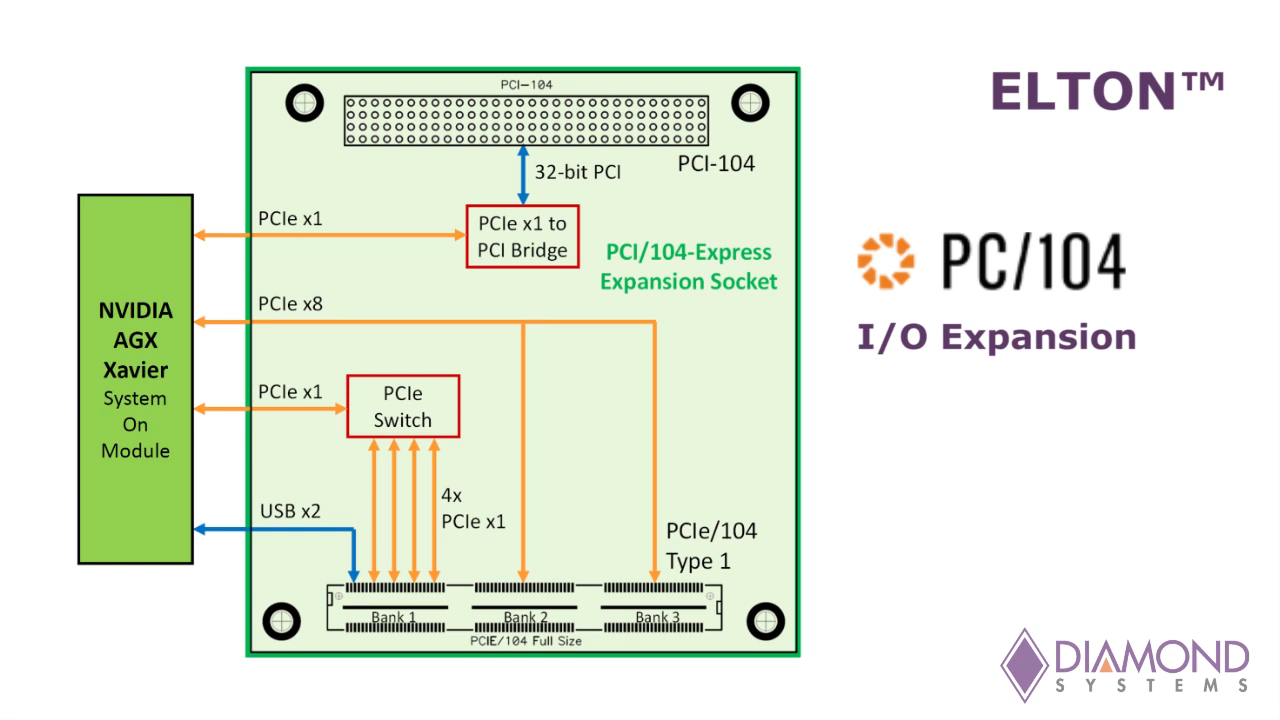 ELTON™
PC/104
I/O Expansion
PCI-104
PCI-104
32-bit PCI
PCIe x1
PCIe x1 to
PCI Bridge
PCI/104-Express
Expansion Socket
NVIDIA
AGX
Xavier
System
On
Module
PCIe x8
PCIe x1
PCIe
Switch
4x
PCIe x1
USB x2
PCIe/104
Type 1
Bank 1
Bank 2
Bank 3
PCIE/104 Full Size
DIAMOND
SYSTEMS